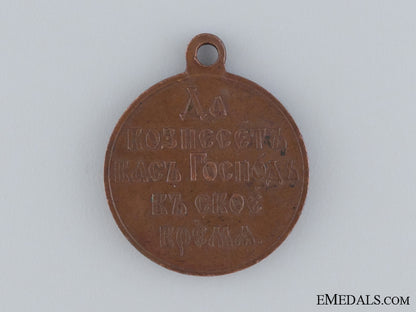 ДА
ВОЗНЕСЕТЪ
ВАСЪ ГОСПОДЬ
ВЪ СВОЕ
ВРЕМЯ.
EMEDALS.COM